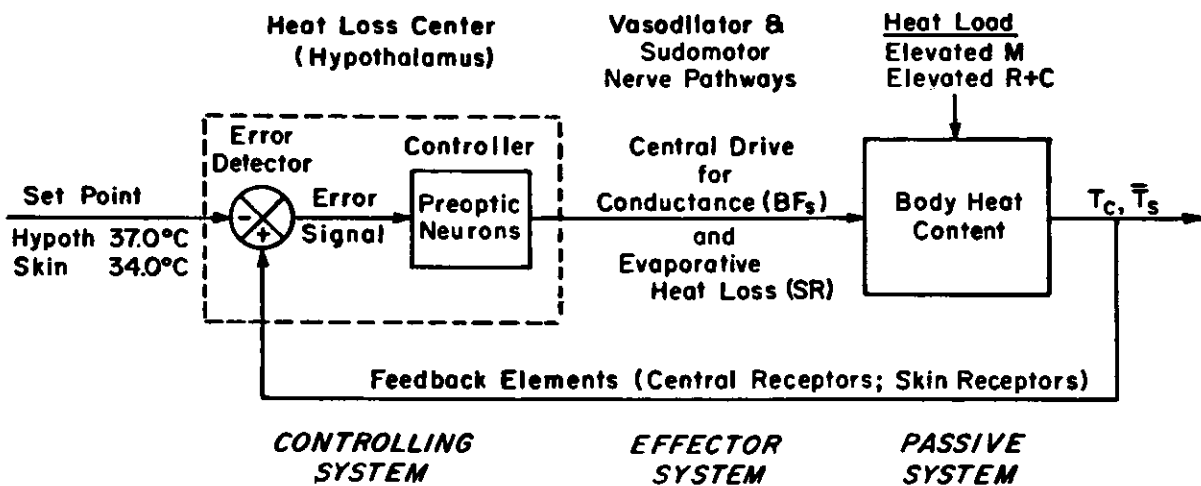 Heat Loss Center
(Hypothalamus)
Vasodilator &
Sudomotor
Nerve Pathways
Heat Load
Elevated M
Elevated R+C
Error
Detector
Controller
Set Point
Hypoth 37.0°C
Skin 34.0°C
-
+
Error
Signal
Preoptic
Neurons
Central Drive
for
Conductance (BFs)
and
Evaporative
Heat Loss (SR)
Body Heat
Content
Tc, T̿s
Feedback Elements (Central Receptors; Skin Receptors)
CONTROLLING
SYSTEM
EFFECTOR
SYSTEM
PASSIVE
SYSTEM